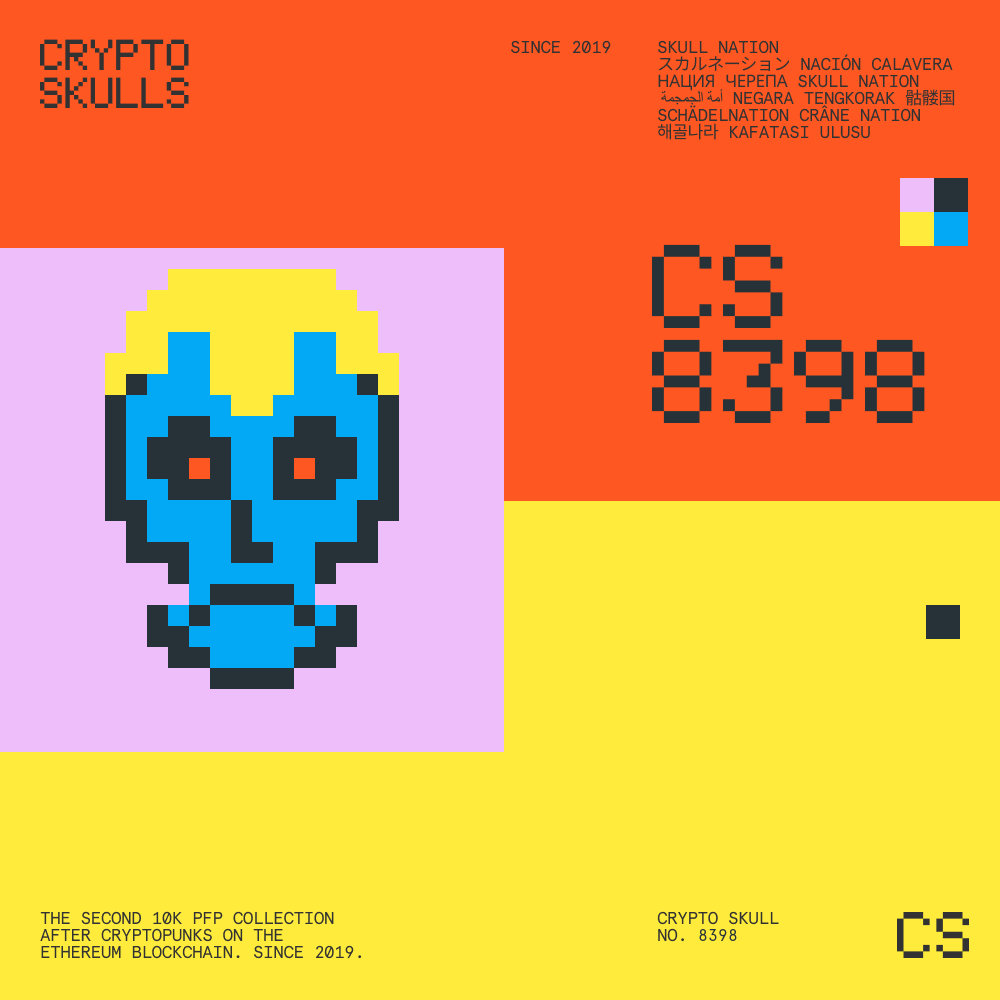 CRYPTO
SKULLS
SINCE 2019
SKULL NATION
スカルネーション NACIÓN CALAVERA
НАЦИЯ ЧЕРЕПА SKULL NATION
أمة الجمجمة NEGARA TENGKORAK 骷髅国
SCHÄDELNATION CRÂNE NATION
해골나라 KAFATASI ULUSU
CS
8398
THE SECOND 10K PFP COLLECTION
AFTER CRYPTOPUNKS ON THE
ETHEREUM BLOCKCHAIN. SINCE 2019.
CRYPTO SKULL
NO. 8398
CS